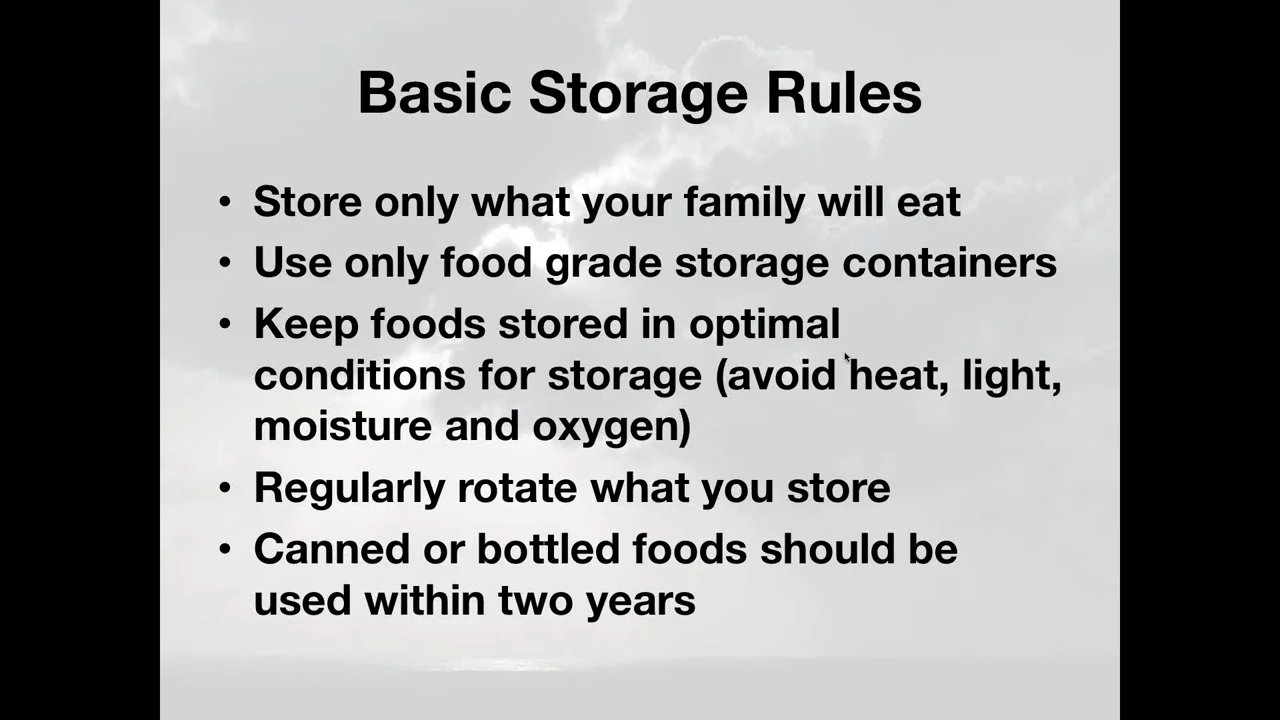 Basic Storage Rules
• Store only what your family will eat
• Use only food grade storage containers
• Keep foods stored in optimal
conditions for storage (avoid heat, light,
moisture and oxygen)
• Regularly rotate what you store
• Canned or bottled foods should be
used within two years